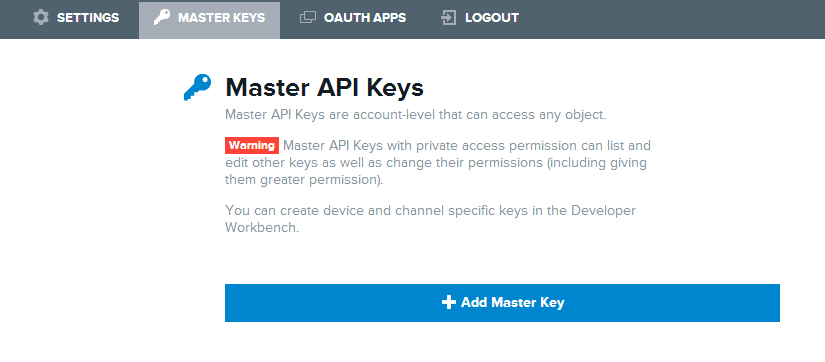 SETTINGS MASTER KEYS OAUTH APPS LOGOUT
Master API Keys
Master API Keys are account-level that can access any object.
Warning Master API Keys with private access permission can list and
edit other keys as well as change their permissions (including giving
them greater permission).
You can create device and channel specific keys in the Developer
Workbench.
Add Master Key